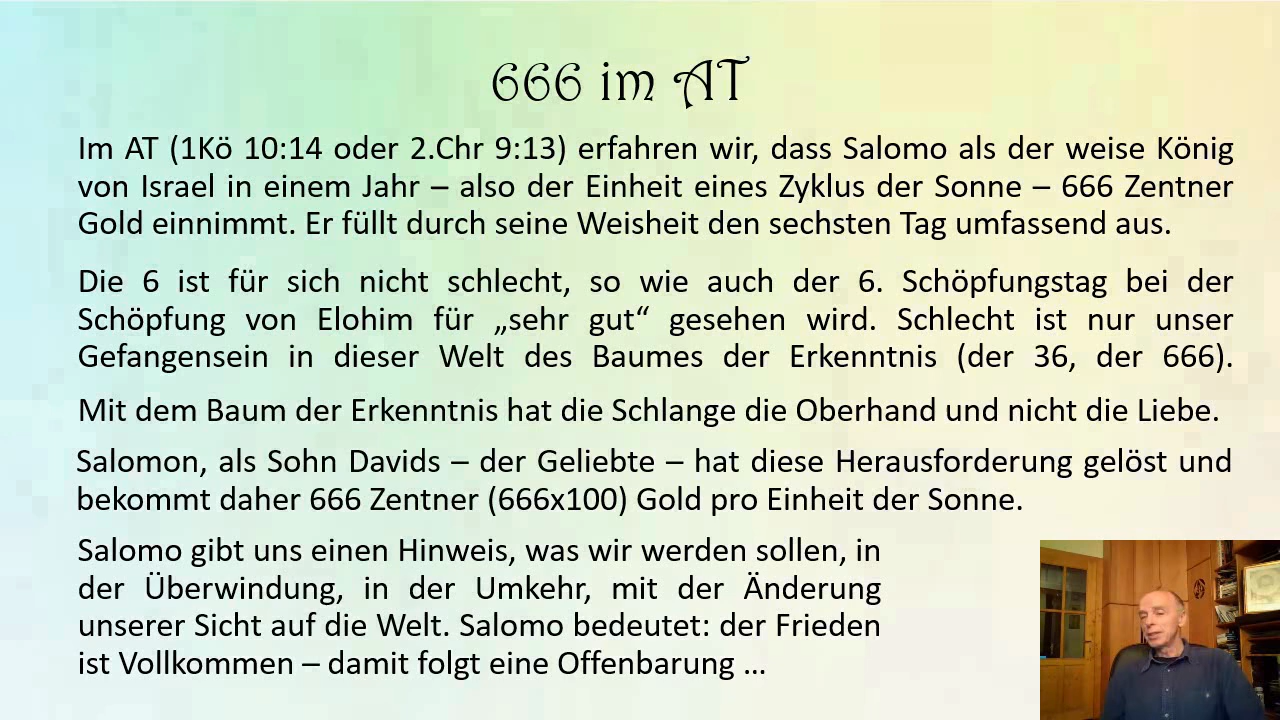 666 im AT
Im AT (1Kö 10:14 oder 2.Chr 9:13) erfahren wir, dass Salomo als der weise König
von Israel in einem Jahr – also der Einheit eines Zyklus der Sonne – 666 Zentner
Gold einnimmt. Er füllt durch seine Weisheit den sechsten Tag umfassend aus.
Die 6 ist für sich nicht schlecht, so wie auch der 6. Schöpfungstag bei der
Schöpfung von Elohim für „sehr gut“ gesehen wird. Schlecht ist nur unser
Gefangensein in dieser Welt des Baumes der Erkenntnis (der 36, der 666).
Mit dem Baum der Erkenntnis hat die Schlange die Oberhand und nicht die Liebe.
Salomon, als Sohn Davids – der Geliebte – hat diese Herausforderung gelöst und
bekommt daher 666 Zentner (666x100) Gold pro Einheit der Sonne.
Salomo gibt uns einen Hinweis, was wir werden sollen, in
der Überwindung, in der Umkehr, mit der Änderung
unserer Sicht auf die Welt. Salomo bedeutet: der Frieden
ist Vollkommen – damit folgt eine Offenbarung …